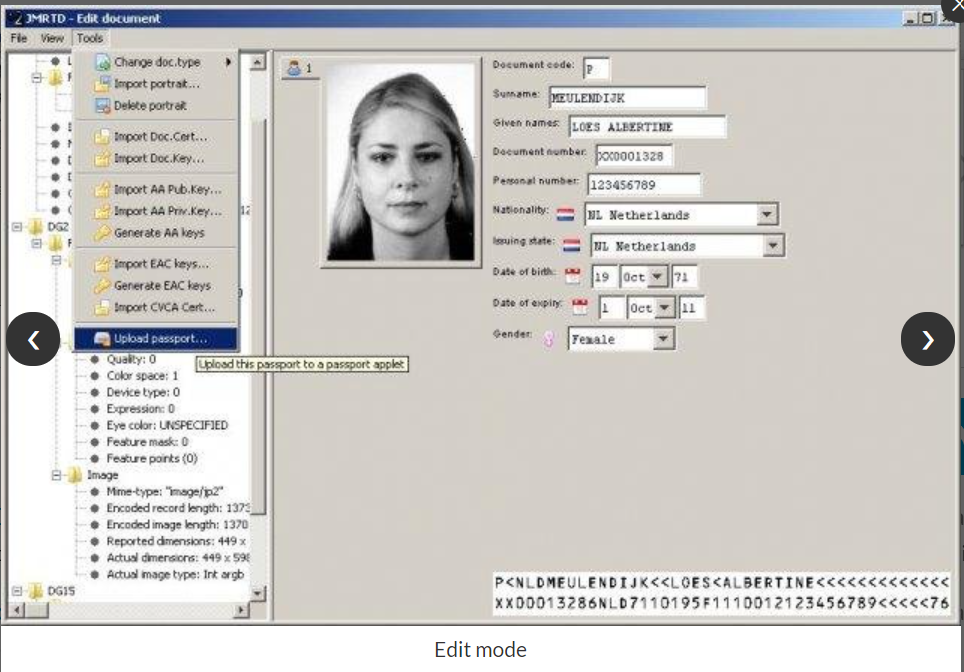 JMRTD - Edit document
File View Tools
Change doc.type
Import portrait...
Delete portrait
Import Doc.Cert...
Import Doc.Key...
Import AA Pub.Key...
Import AA Priv.Key...
Generate AA keys
Import EAC keys...
Generate EAC keys
Import CVCA Cert...
Upload passport...
Upload this passport to a passport applet
DG2
Quality: 0
Color space: 1
Device type: 0
Expression: 0
Eye color: UNSPECIFIED
Feature mask: 0
Feature points (0)
Image
Mime-type: "image/jp2"
Encoded record length: 1373
Encoded image length: 1370
Reported dimensions: 449 x
Actual dimensions: 449 x 598
Actual image type: Int argb
DG15
1
Document code: P
Surname: MEULENDIJK
Given names: LOES ALBERTINE
Document number: XX0001328
Personal number: 123456789
Nationality: NL Netherlands
Issuing state: NL Netherlands
Date of birth: 19 Oct 71
Date of expiry: 1 Oct 11
Gender: Female
P<NLDMEULENDIJK<<LOES<ALBERTINE<<<<<<<<<<<<<
XX00013286NLD7110195F1110012123456789<<<<<76
Edit mode